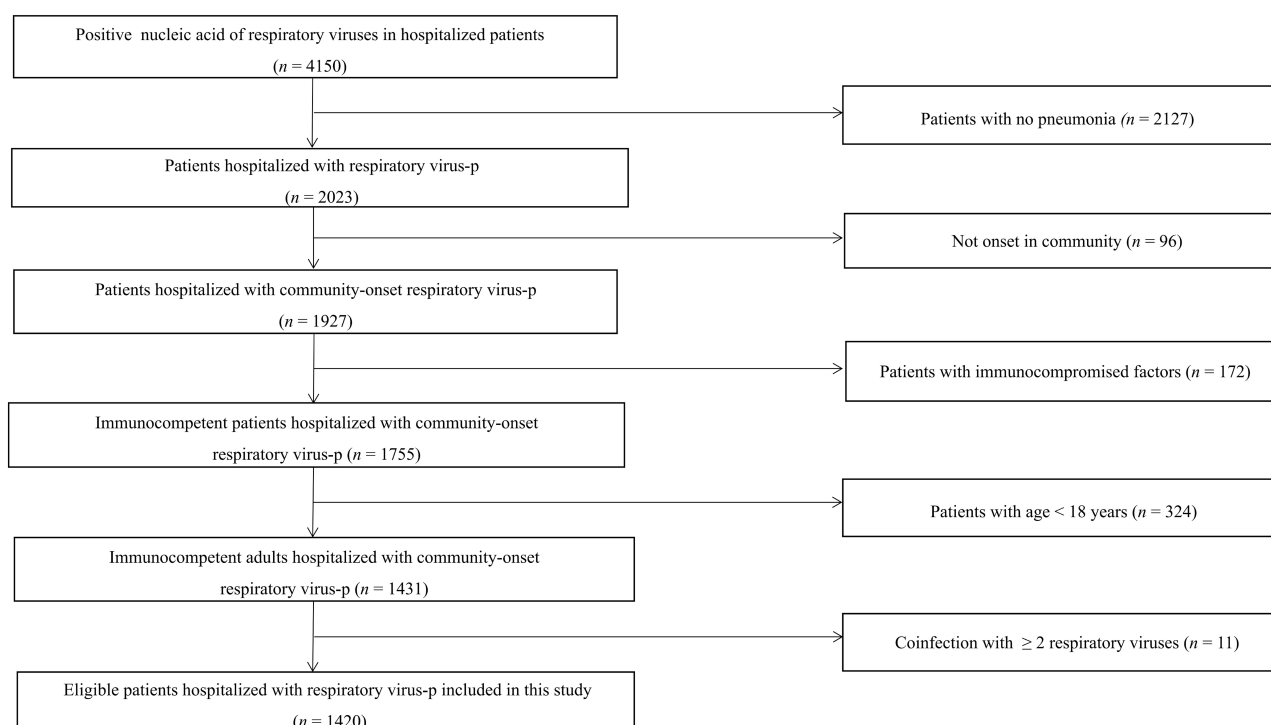 Positive nucleic acid of respiratory viruses in hospitalized patients
(n = 4150)
Patients with no pneumonia (n = 2127)
Patients hospitalized with respiratory virus-p
(n = 2023)
Not onset in community (n = 96)
Patients hospitalized with community-onset respiratory virus-p
(n = 1927)
Patients with immunocompromised factors (n = 172)
Immunocompetent patients hospitalized with community-onset
respiratory virus-p (n = 1755)
Patients with age < 18 years (n = 324)
Immunocompetent adults hospitalized with community-onset
respiratory virus-p (n = 1431)
Coinfection with ≥ 2 respiratory viruses (n = 11)
Eligible patients hospitalized with respiratory virus-p included in this study
(n = 1420)